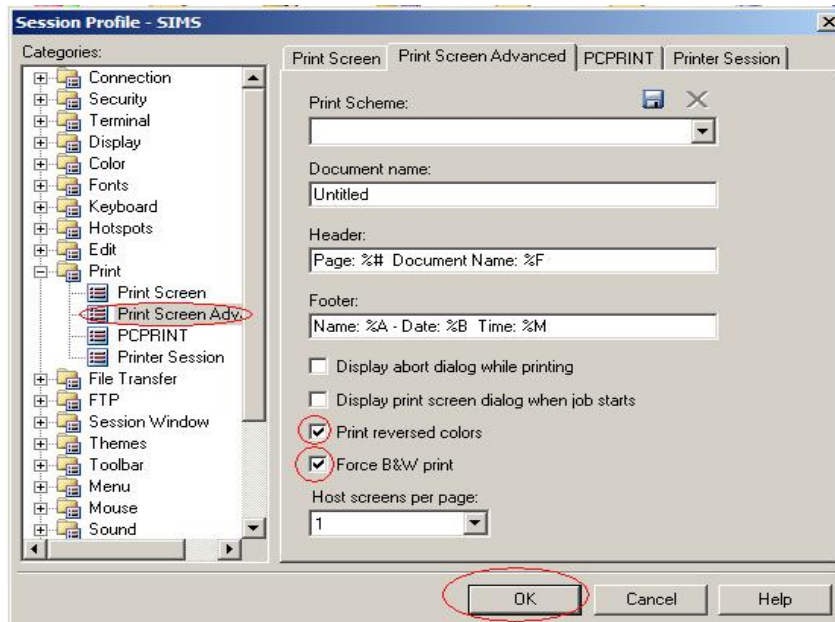 Session Profile - SIMS
Categories:
Connection
Security
Terminal
Display
Color
Fonts
Keyboard
Hotspots
Edit
Print
Print Screen
Print Screen Adv
PCPRINT
Printer Session
File Transfer
FTP
Session Window
Themes
Toolbar
Menu
Mouse
Sound
Print Screen Print Screen Advanced PCPRINT Printer Session
Print Scheme:
Document name:
Untitled
Header:
Page: %# Document Name: %F
Footer:
Name: %A - Date: %B Time: %M
Display abort dialog while printing
Display print screen dialog when job starts
Print reversed colors
Force B&W print
Host screens per page:
1
OK Cancel Help